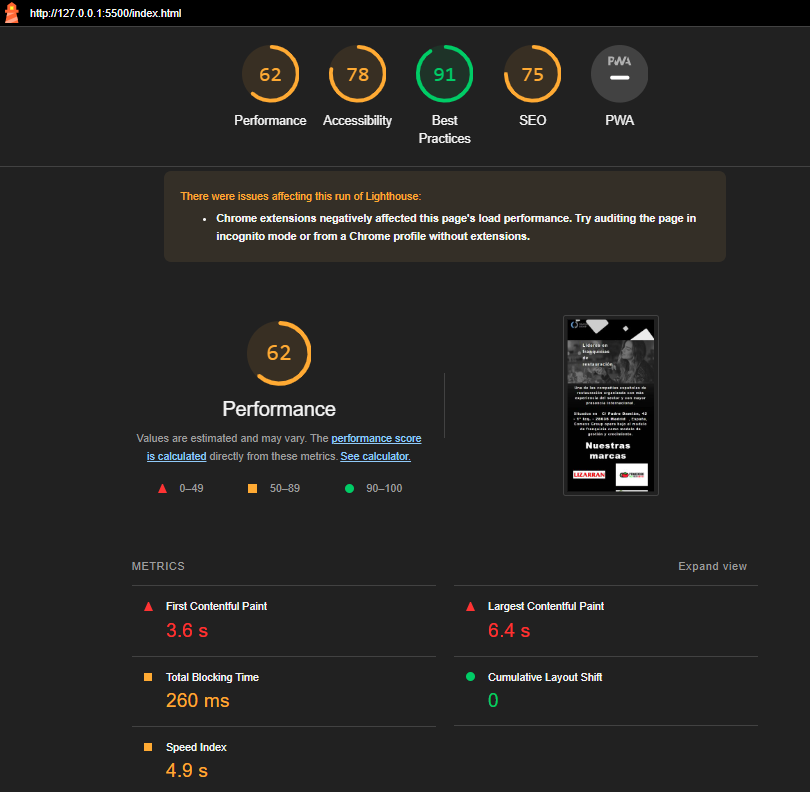 http://127.0.0.1:5500/index.html
62 78 91 75 PWA
Performance Accessibility Best Practices SEO PWA
There were issues affecting this run of Lighthouse:
• Chrome extensions negatively affected this page's load performance. Try auditing the page in
incognito mode or from a Chrome profile without extensions.
62
Performance
Values are estimated and may vary. The performance score
is calculated directly from these metrics. See calculator.
0–49 50–89 90–100
Líderes en
franquicias
de
restauración
Una de las compañías españolas de
restauración organizada con más
experiencia del sector y con mayor
presencia internacional.
Nuestras
marcas
LIZARRAN
METRICS Expand view
First Contentful Paint
3.6 s
Largest Contentful Paint
6.4 s
Total Blocking Time
260 ms
Cumulative Layout Shift
0
Speed Index
4.9 s